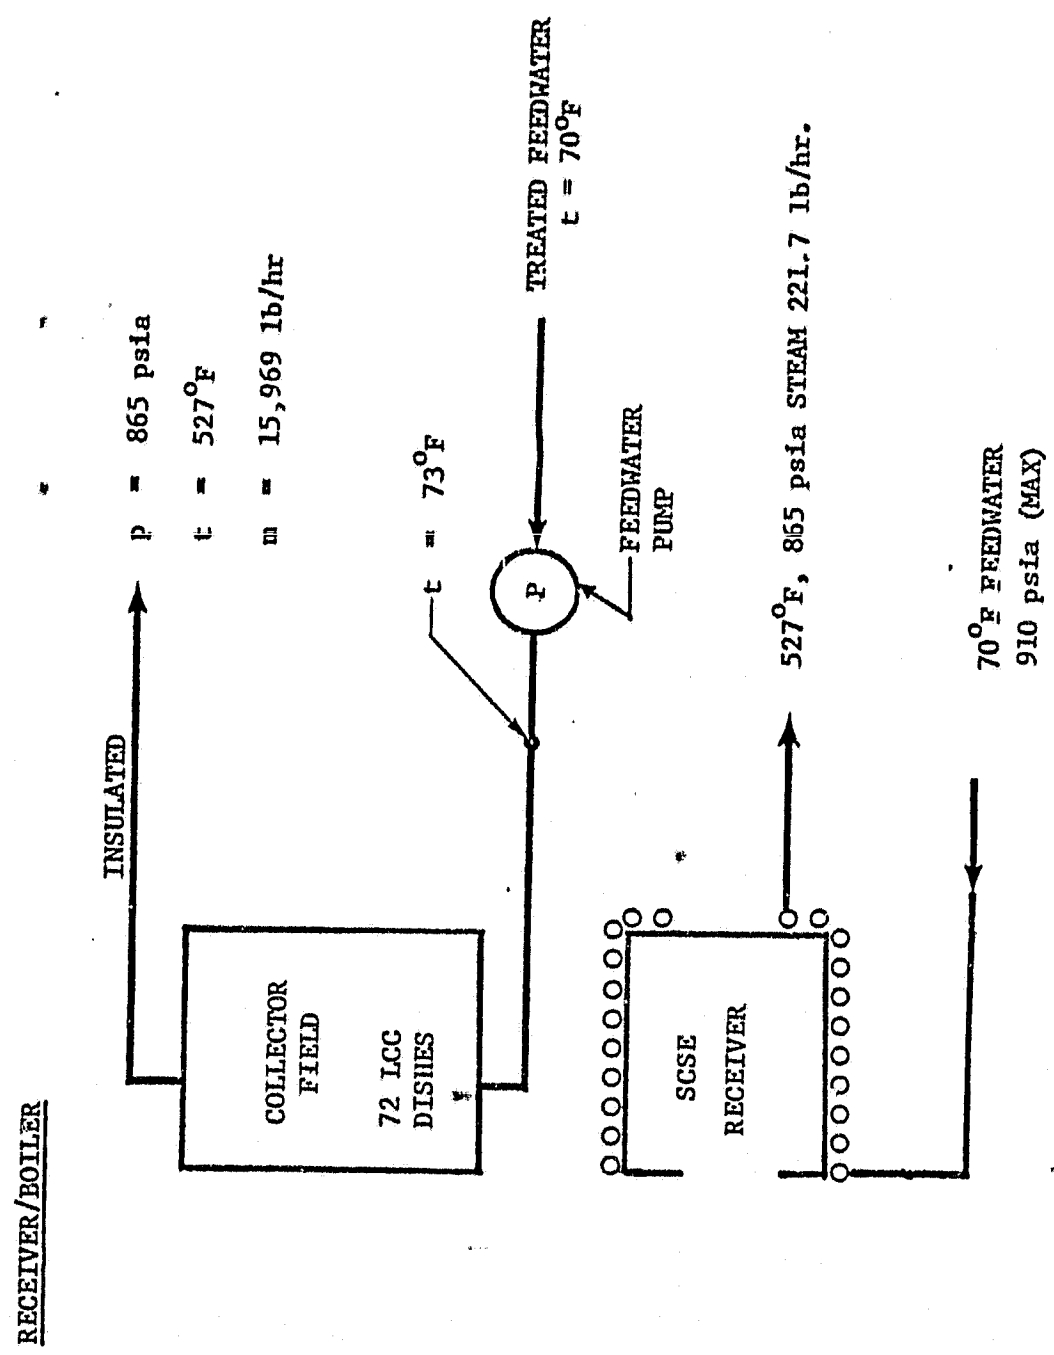 RECEIVER/BOILER
INSULATED
p = 865 psia
t = 527°F
m = 15,969 lb/hr
COLLECTOR
FIELD
72 LCC
DISHES
t = 73°F
P
TREATED FEEDWATER
t = 70°F
FEEDWATER
PUMP
SCSE
RECEIVER
527°F, 865 psia STEAM 221.7 lb/hr.
70°F FEEDWATER
910 psia (MAX)